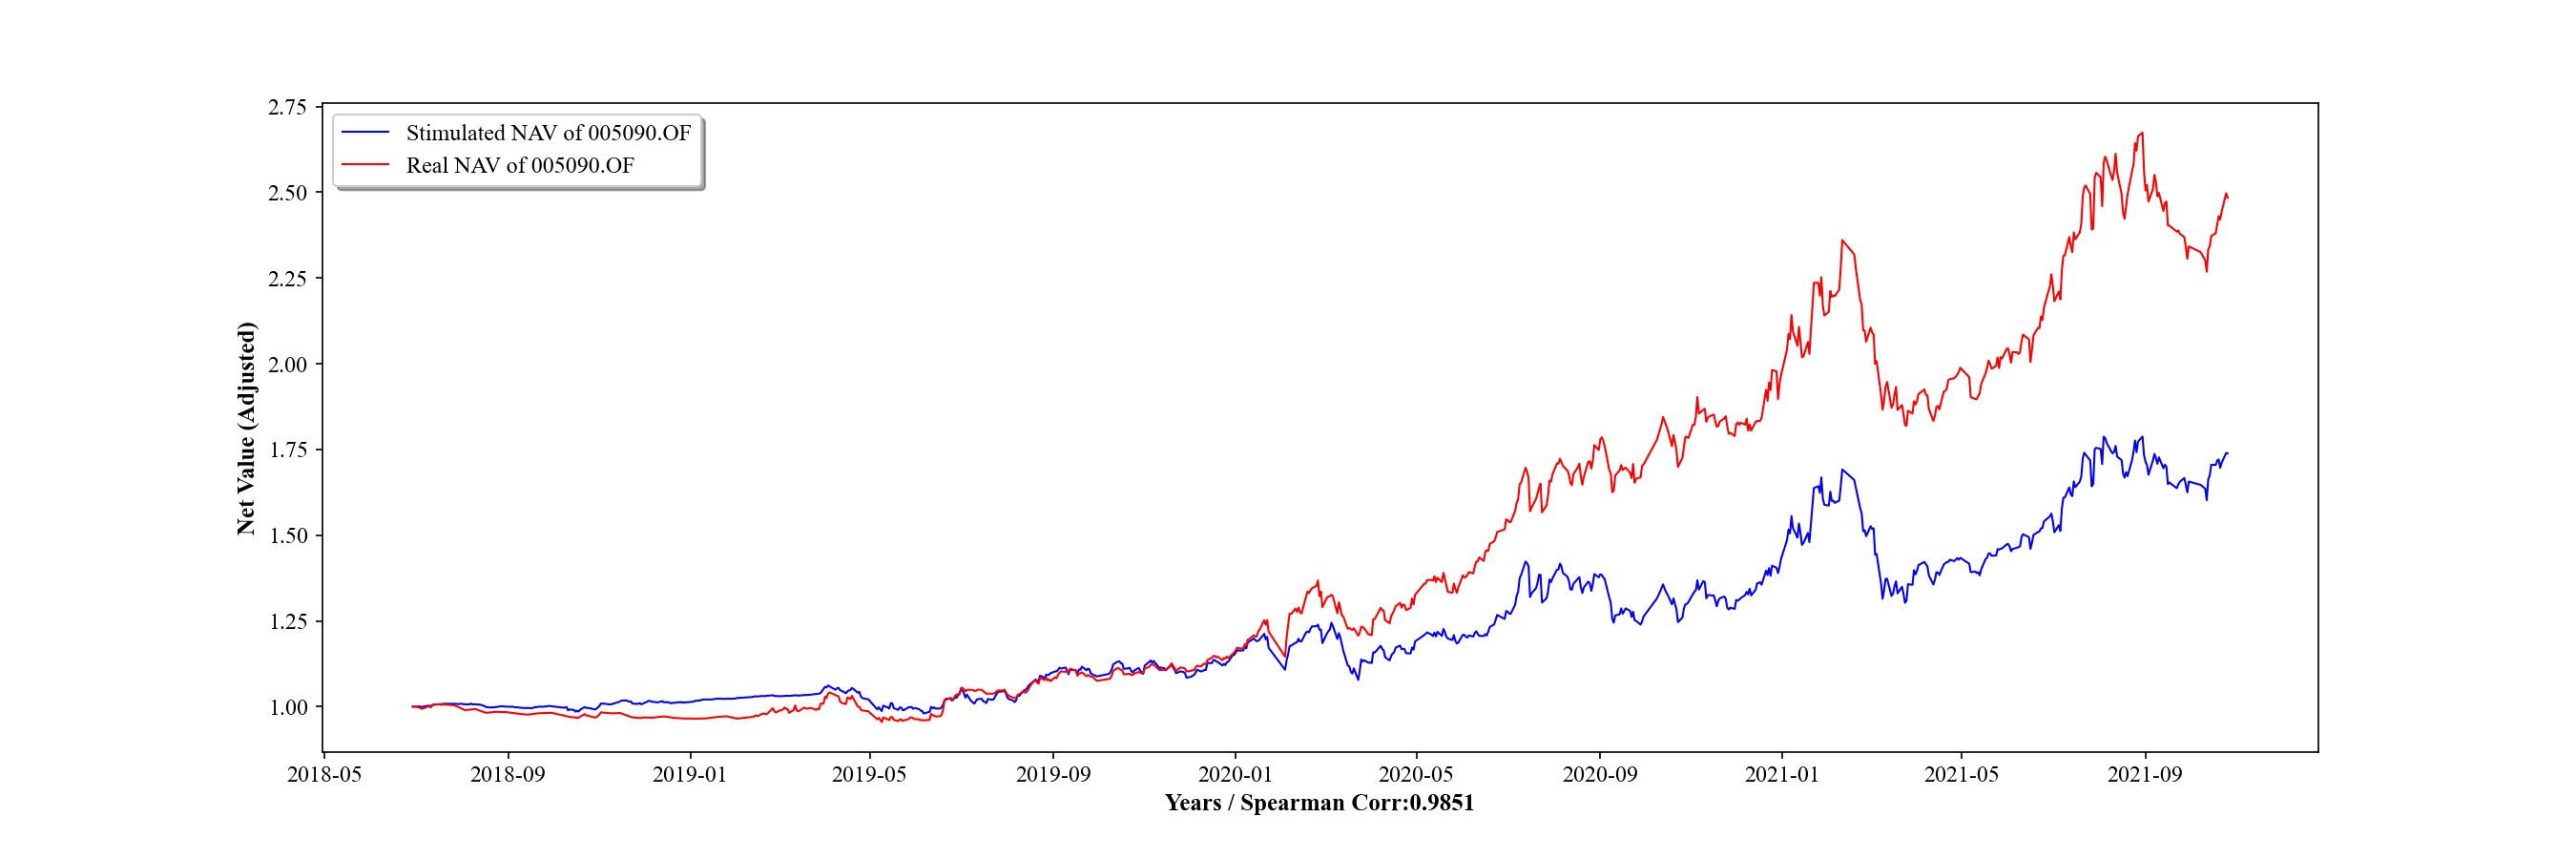 2.75
2.50
2.25
2.00
1.75
1.50
1.25
1.00
Net Value (Adjusted)
Stimulated NAV of 005090.OF
Real NAV of 005090.OF
2018-05 2018-09 2019-01 2019-05 2019-09 2020-01 2020-05 2020-09 2021-01 2021-05 2021-09
Years / Spearman Corr:0.9851